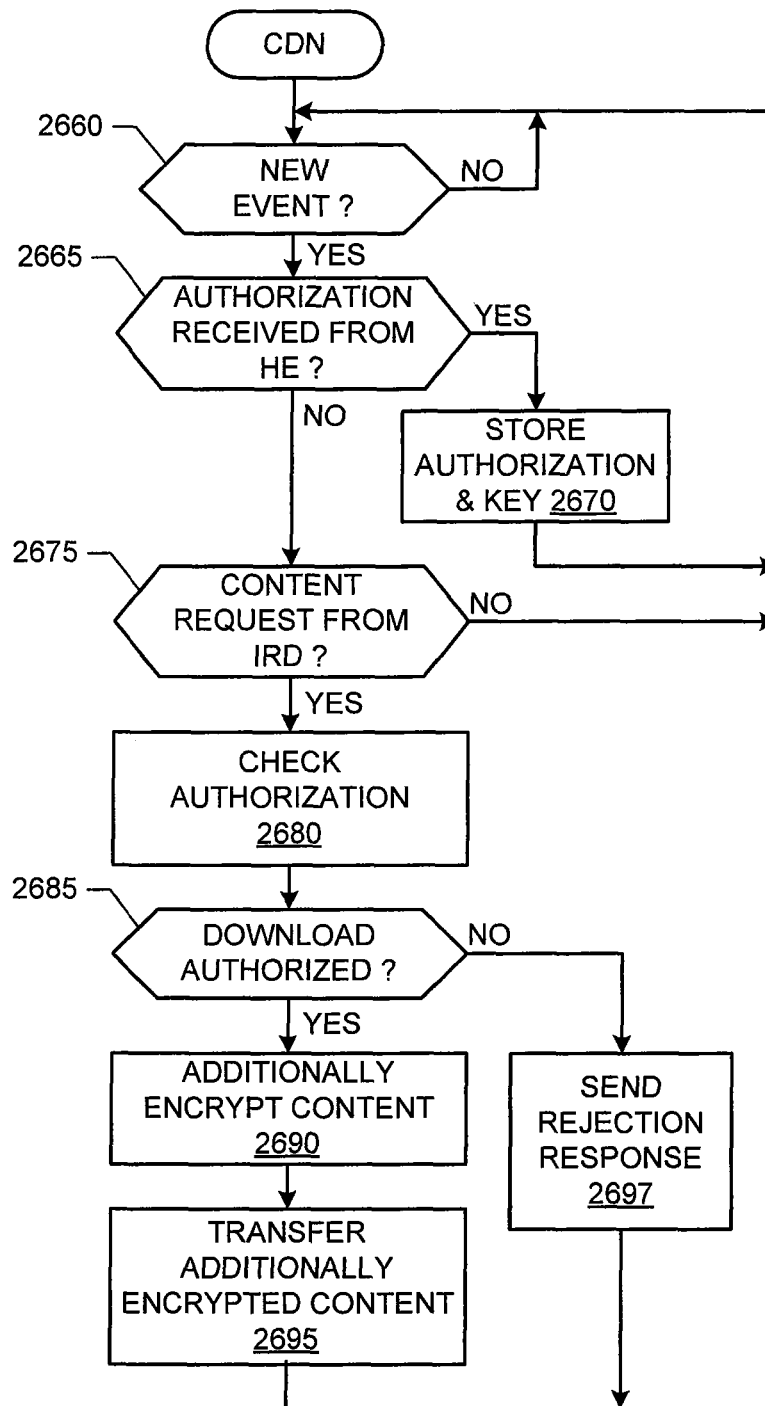 CDN
2660
NEW
EVENT ?
NO
YES
2665
AUTHORIZATION
RECEIVED FROM
HE ?
YES
NO
STORE
AUTHORIZATION
& KEY 2670
2675
CONTENT
REQUEST FROM
IRD ?
NO
YES
CHECK
AUTHORIZATION
2680
2685
DOWNLOAD
AUTHORIZED ?
NO
YES
ADDITIONALLY
ENCRYPT CONTENT
2690
SEND
REJECTION
RESPONSE
2697
TRANSFER
ADDITIONALLY
ENCRYPTED CONTENT
2695